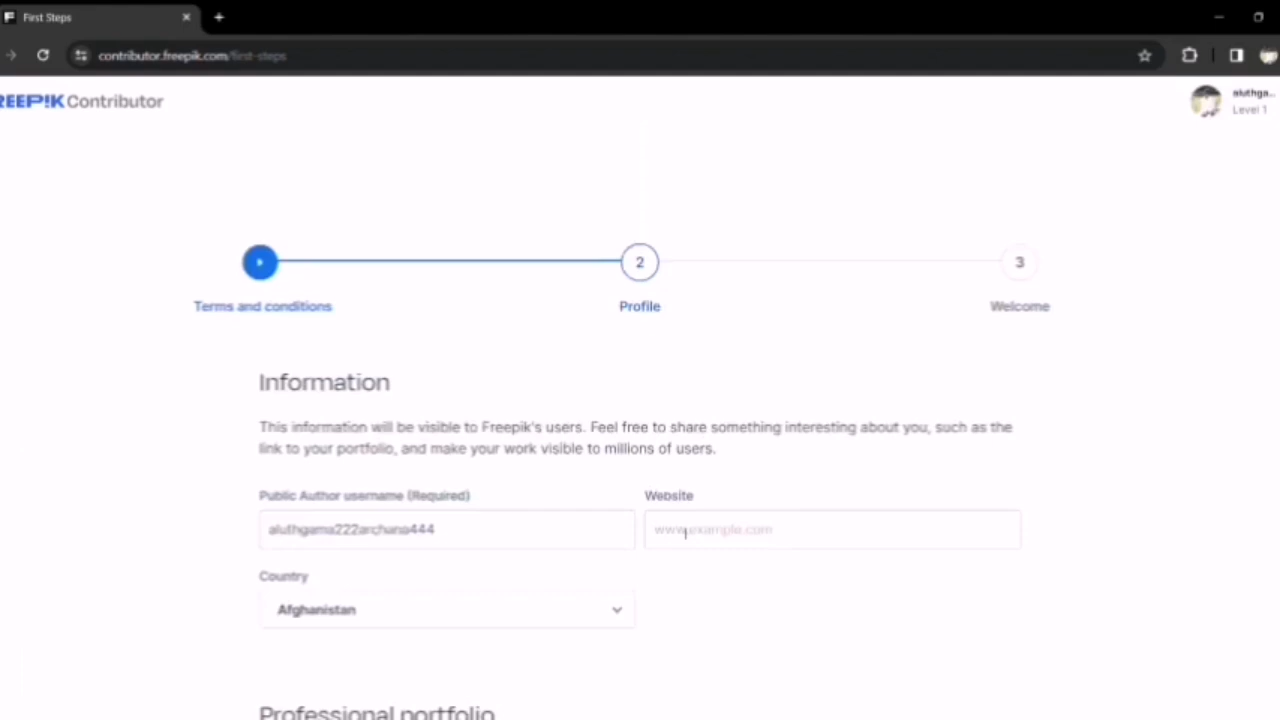 First Steps
contributor.freepik.com/first-steps
REEP!K Contributor
aluthga...
Level 1
2
3
Terms and conditions
Profile
Welcome
Information
This information will be visible to Freepik's users. Feel free to share something interesting about you, such as the
link to your portfolio, and make your work visible to millions of users.
Public Author username (Required)
Website
aluthgama222archana444
www.example.com
Country
Afghanistan
Professional portfolio